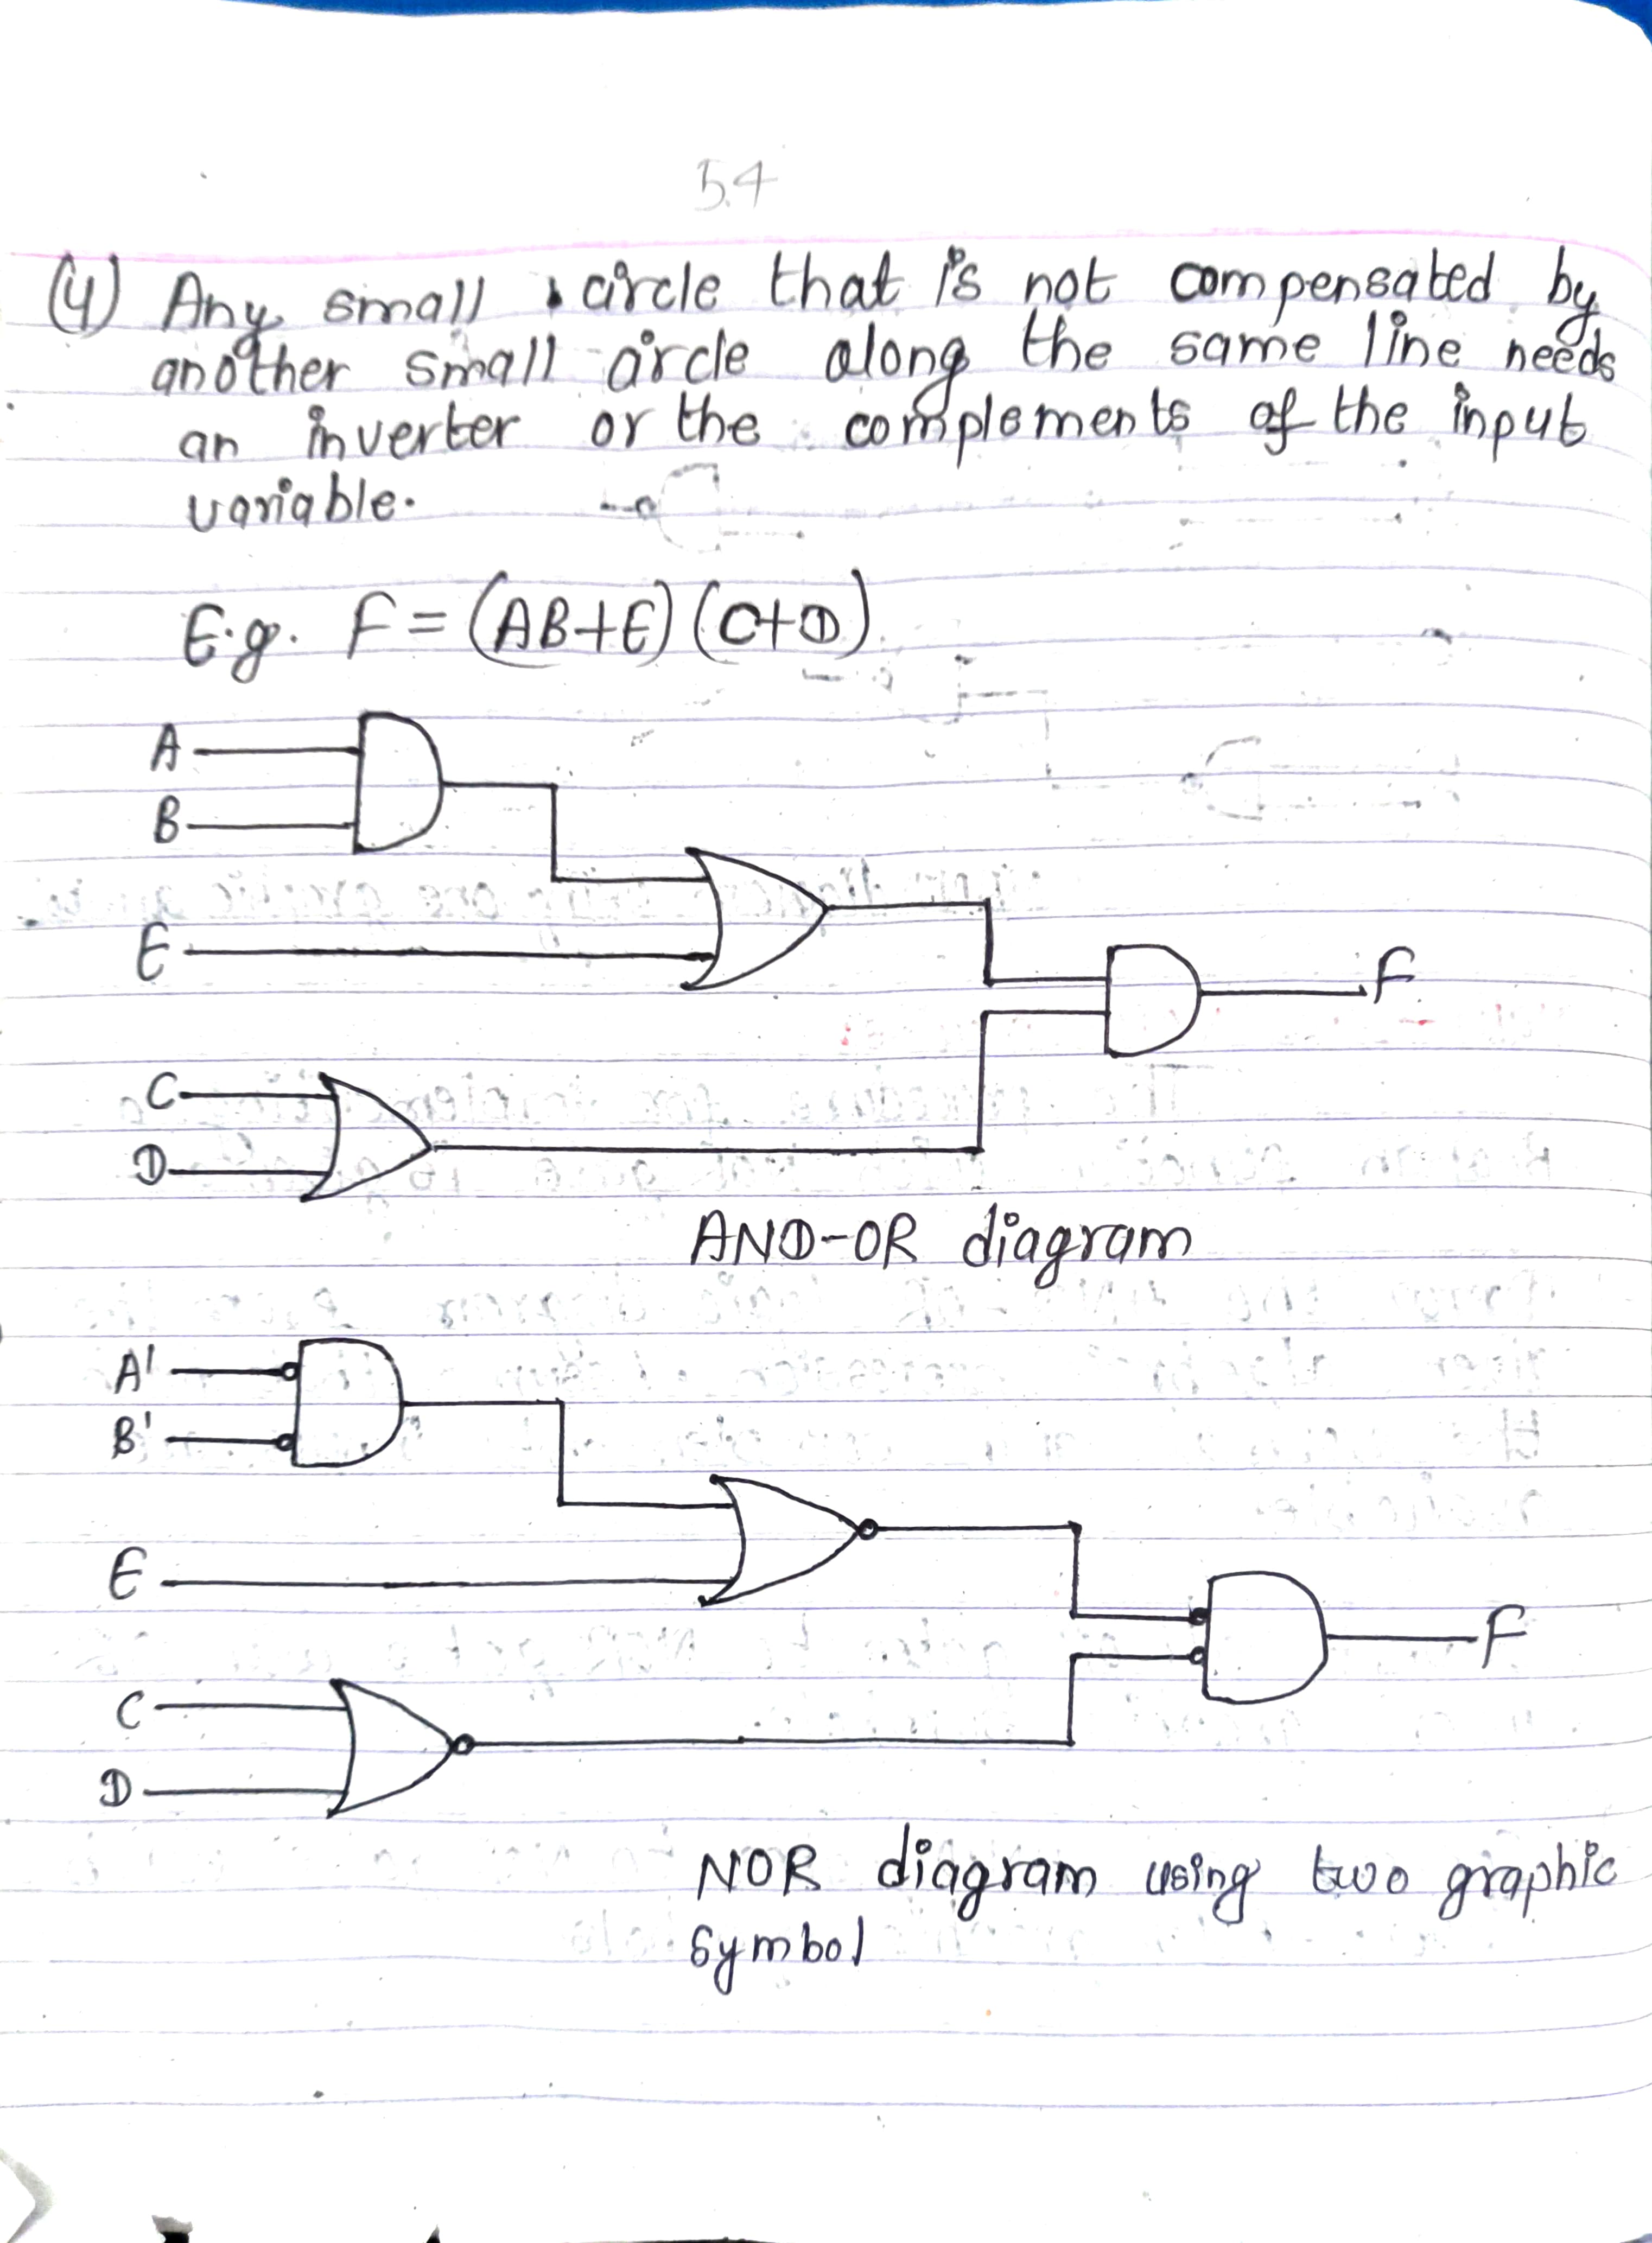 54
(4) Any small circle that is not compensated by
another small circle along the same line needs
an inverter or the complements of the input
variable.
E.g. F = (AB+E) (C+D)
A
B
E
F
C
D
AND-OR diagram
A'
B'
E
F
C
D
NOR diagram using two graphic
symbol